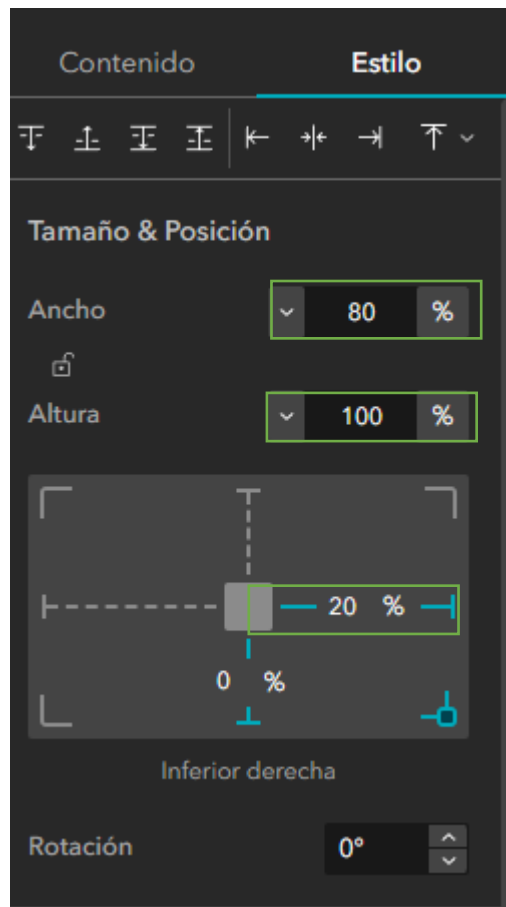 Contenido Estilo
Tamaño & Posición
Ancho 80 %
Altura 100 %
20 %
0 %
Inferior derecha
Rotación 0°